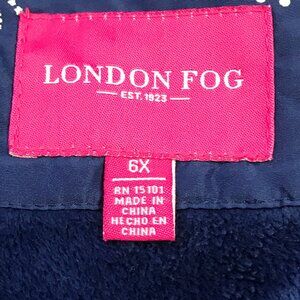 LONDON FOG
EST. 1923
6X
RN 15101
MADE IN
CHINA
HECHO EN
CHINA